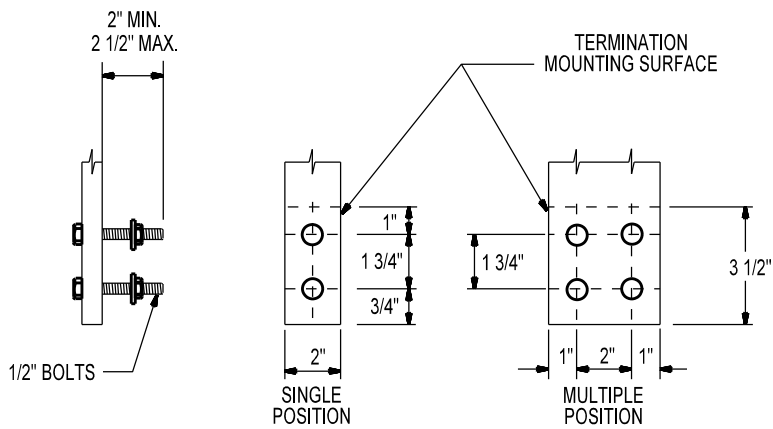 2" MIN.
2 1/2" MAX.
TERMINATION
MOUNTING SURFACE
1"
1 3/4"
3/4"
1 3/4"
3 1/2"
2"
1"
2"
1"
1/2" BOLTS
SINGLE
POSITION
MULTIPLE
POSITION